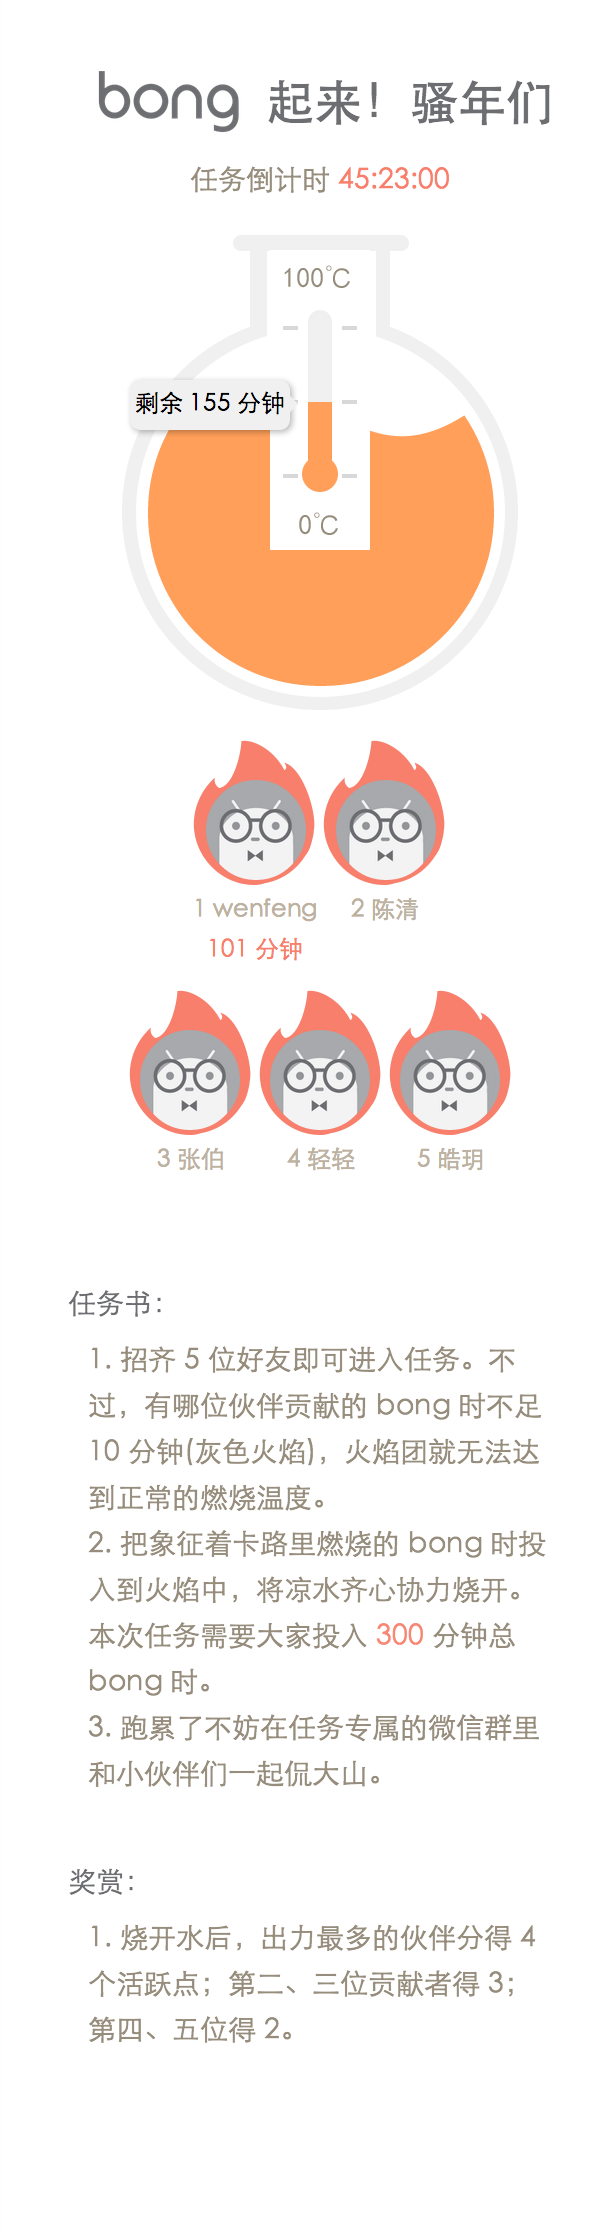 bong 起来！骚年们
任务倒计时 45:23:00
100℃
剩余 155 分钟
0℃
1 wenfeng
2 陈清
101 分钟
3 张伯
4 轻轻
5 皓玥
任务书：
1. 招齐 5 位好友即可进入任务。不
过，有哪位伙伴贡献的 bong 时不足
10 分钟(灰色火焰)，火焰团就无法达
到正常的燃烧温度。
2. 把象征着卡路里燃烧的 bong 时投
入到火焰中，将凉水齐心协力烧开。
本次任务需要大家投入 300 分钟总
bong 时。
3. 跑累了不妨在任务专属的微信群里
和小伙伴们一起侃大山。
奖赏：
1. 烧开水后，出力最多的伙伴分得 4
个活跃点；第二、三位贡献者得 3；
第四、五位得 2。